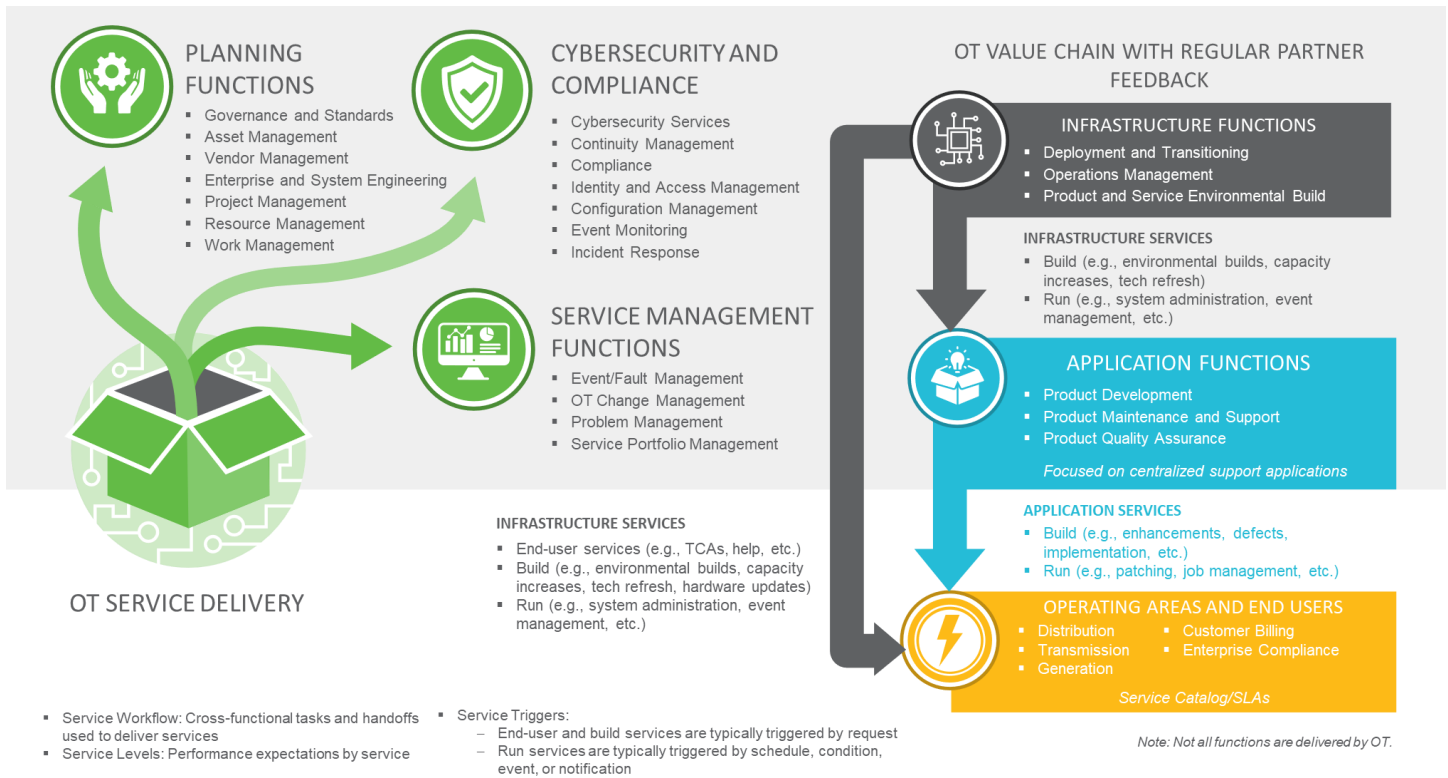 PLANNING
FUNCTIONS
▪ Governance and Standards
▪ Asset Management
▪ Vendor Management
▪ Enterprise and System Engineering
▪ Project Management
▪ Resource Management
▪ Work Management
CYBERSECURITY AND
COMPLIANCE
▪ Cybersecurity Services
▪ Continuity Management
▪ Compliance
▪ Identity and Access Management
▪ Configuration Management
▪ Event Monitoring
▪ Incident Response
SERVICE MANAGEMENT
FUNCTIONS
▪ Event/Fault Management
▪ OT Change Management
▪ Problem Management
▪ Service Portfolio Management
OT SERVICE DELIVERY
INFRASTRUCTURE SERVICES
▪ End-user services (e.g., TCAs, help, etc.)
▪ Build (e.g., environmental builds, capacity
increases, tech refresh, hardware updates)
▪ Run (e.g., system administration, event
management, etc.)
OT VALUE CHAIN WITH REGULAR PARTNER
FEEDBACK
INFRASTRUCTURE FUNCTIONS
▪ Deployment and Transitioning
▪ Operations Management
▪ Product and Service Environmental Build
INFRASTRUCTURE SERVICES
▪ Build (e.g., environmental builds, capacity
increases, tech refresh)
▪ Run (e.g., system administration, event
management, etc.)
APPLICATION FUNCTIONS
▪ Product Development
▪ Product Maintenance and Support
▪ Product Quality Assurance
Focused on centralized support applications
APPLICATION SERVICES
▪ Build (e.g., enhancements, defects,
implementation, etc.)
▪ Run (e.g., patching, job management, etc.)
OPERATING AREAS AND END USERS
▪ Distribution
▪ Transmission
▪ Generation
▪ Customer Billing
▪ Enterprise Compliance
Service Catalog/SLAs
▪ Service Workflow: Cross-functional tasks and handoffs
used to deliver services
▪ Service Levels: Performance expectations by service
▪ Service Triggers:
– End-user and build services are typically triggered by request
– Run services are typically triggered by schedule, condition,
event, or notification
Note: Not all functions are delivered by OT.